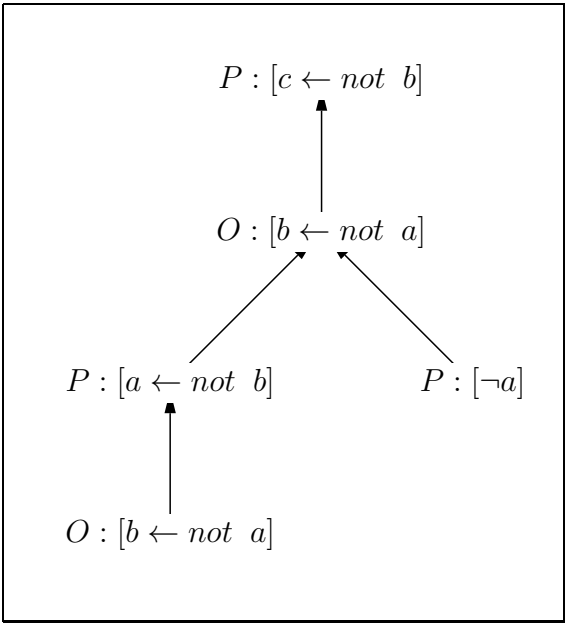 P : [c ← not b]
O : [b ← not a]
P : [a ← not b] P : [¬a]
O : [b ← not a]